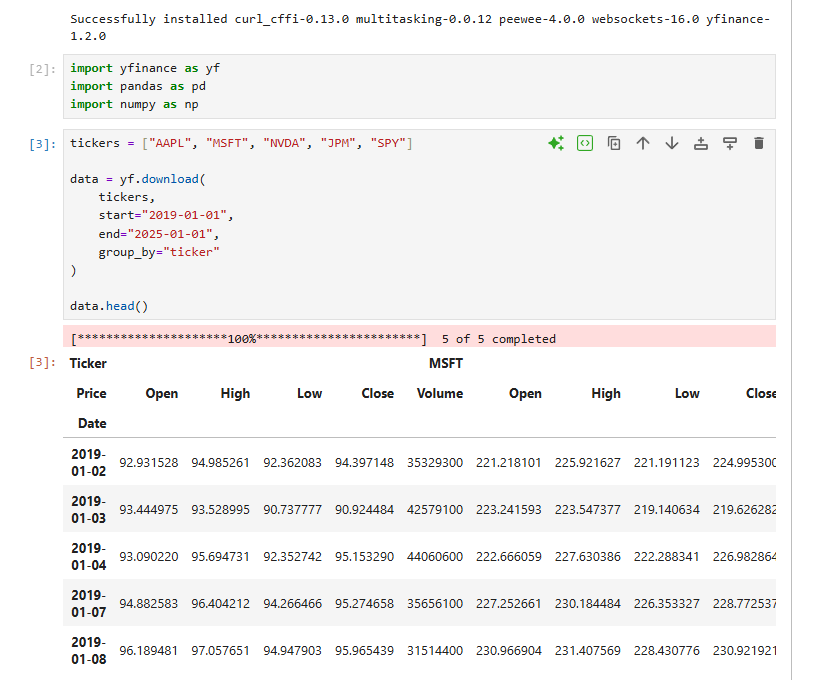 Successfully installed curl_cffi-0.13.0 multitasking-0.0.12 peewee-4.0.0 websockets-16.0 yfinance-
1.2.0
[2]: import yfinance as yf
import pandas as pd
import numpy as np
[3]: tickers = ["AAPL", "MSFT", "NVDA", "JPM", "SPY"]
data = yf.download(
    tickers,
    start="2019-01-01",
    end="2025-01-01",
    group_by="ticker"
)
data.head()
[*********************100%***********************]  5 of 5 completed
[3]: Ticker MSFT
Price Open High Low Close Volume Open High Low Close
Date
2019-
01-02 92.931528 94.985261 92.362083 94.397148 35329300 221.218101 225.921627 221.191123 224.995300
2019-
01-03 93.444975 93.528995 90.737777 90.924484 42579100 223.241593 223.547377 219.140634 219.626282
2019-
01-04 93.090220 95.694731 92.352742 95.153290 44060600 222.666059 227.630386 222.288341 226.982864
2019-
01-07 94.882583 96.404212 94.266466 95.274658 35656100 227.252661 230.184484 226.353327 228.772537
2019-
01-08 96.189481 97.057651 94.947903 95.965439 31514400 230.966904 231.407569 228.430776 230.921921